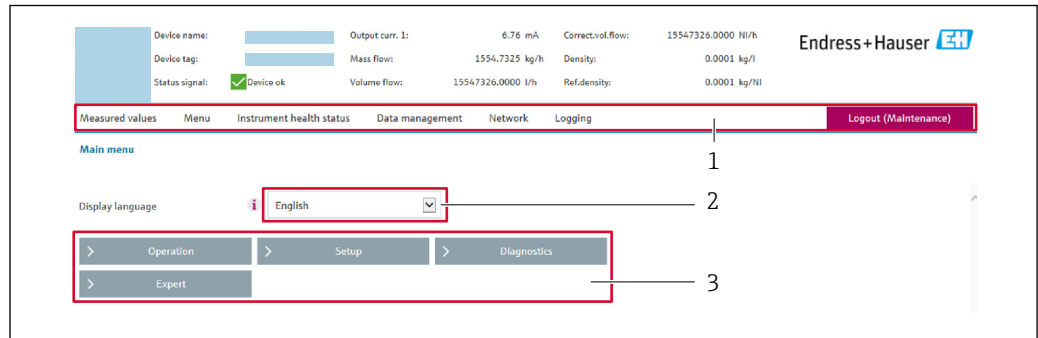 Device name: Output curr. 1: 6.76 mA Correct.vol.flow: 15547326.0000 Nl/h
Endress+Hauser EH
Device tag: Mass flow: 1554.7325 kg/h Density: 0.0001 kg/l
Status signal: Device ok Volume flow: 15547326.0000 l/h Ref.density: 0.0001 kg/Nl
Measured values Menu Instrument health status Data management Network Logging Logout (Maintenance)
1
Main menu
Display language i English 2
> Operation > Setup > Diagnostics
> Expert 3